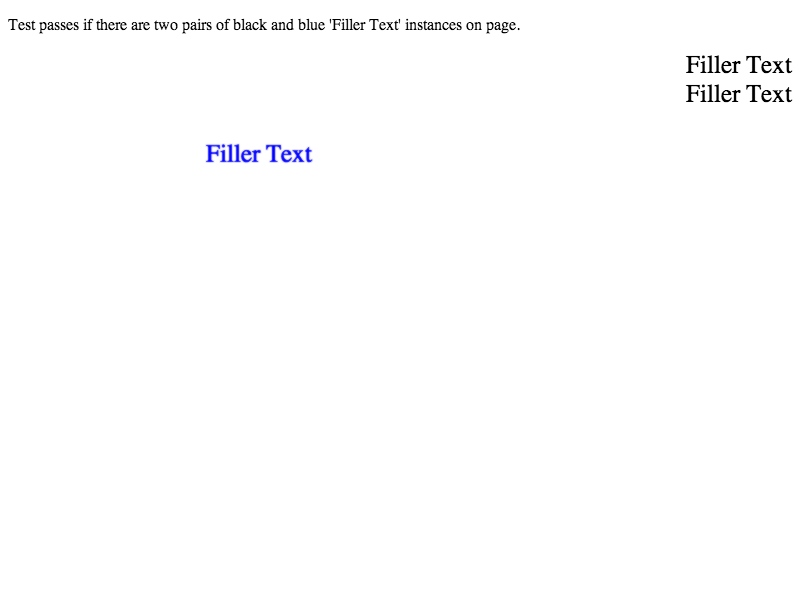 Test passes if there are two pairs of black and blue 'Filler Text' instances on page.
Filler Text
Filler Text
Filler Text